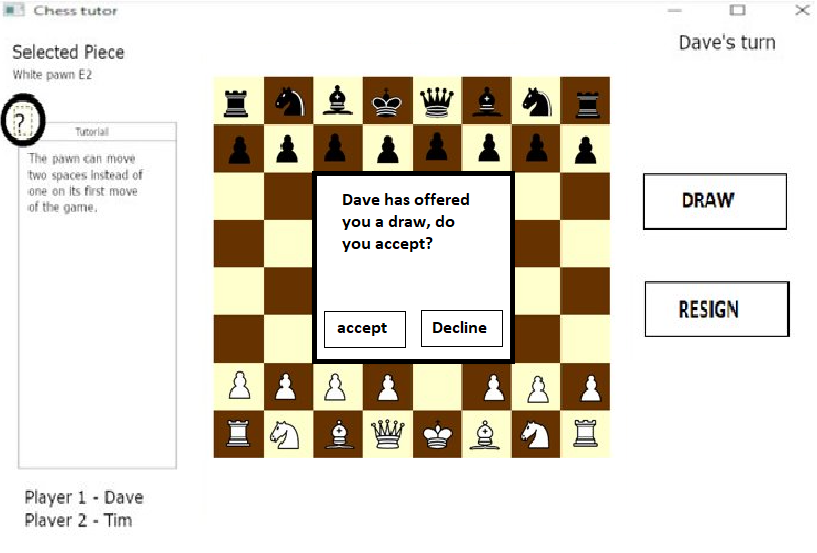 Chess tutor
Dave's turn
Selected Piece
White pawn E2
?
Tutorial
The pawn can move
two spaces instead of
one on its first move
of the game.
Dave has offered
you a draw, do
you accept?
accept
Decline
DRAW
RESIGN
Player 1 - Dave
Player 2 - Tim